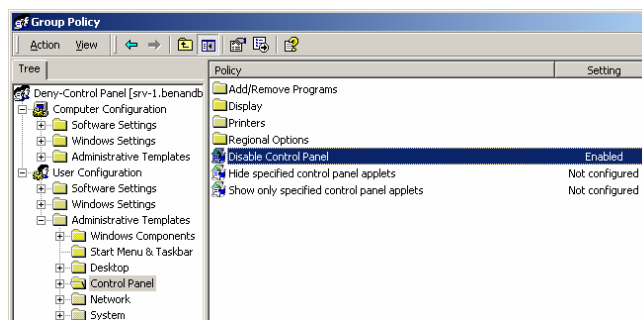 Group Policy
Action View
Tree
Policy Setting
Deny-Control Panel [srv-1.benandb
Computer Configuration
Software Settings
Windows Settings
Administrative Templates
User Configuration
Software Settings
Windows Settings
Administrative Templates
Windows Components
Start Menu & Taskbar
Desktop
Control Panel
Network
System
Add/Remove Programs
Display
Printers
Regional Options
Disable Control Panel Enabled
Hide specified control panel applets Not configured
Show only specified control panel applets Not configured